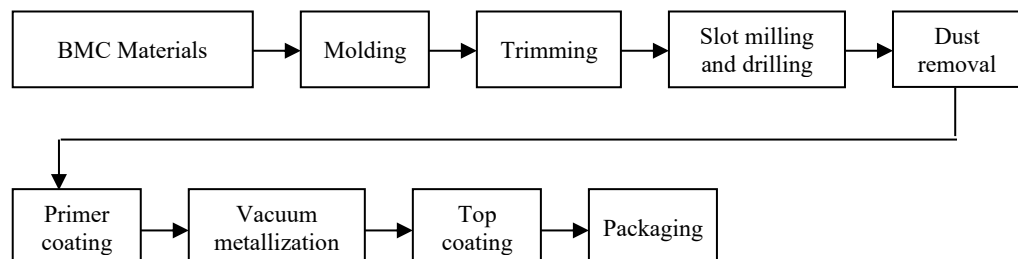 BMC Materials
Molding
Trimming
Slot milling
and drilling
Dust
removal
Primer
coating
Vacuum
metallization
Top
coating
Packaging